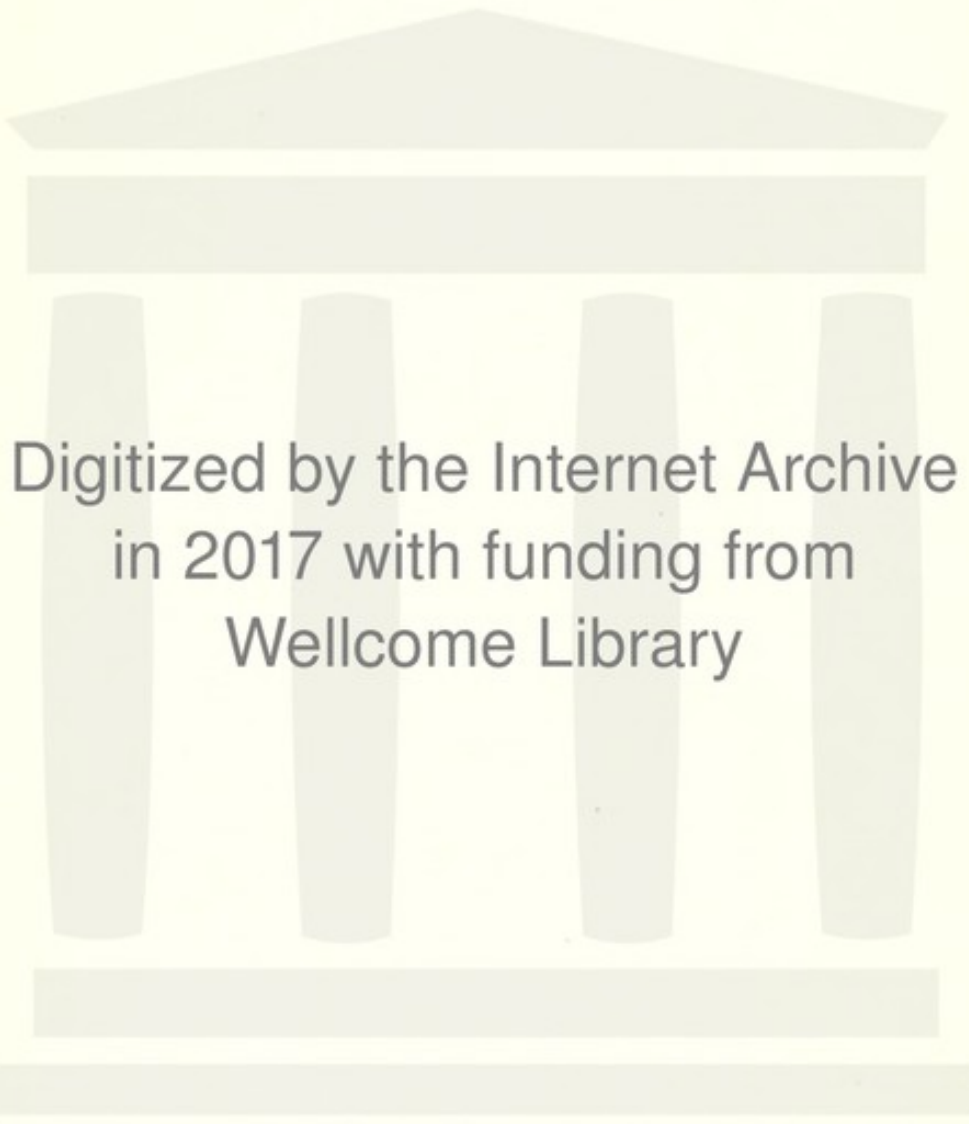 Digitized by the Internet Archive
in 2017 with funding from
Wellcome Library